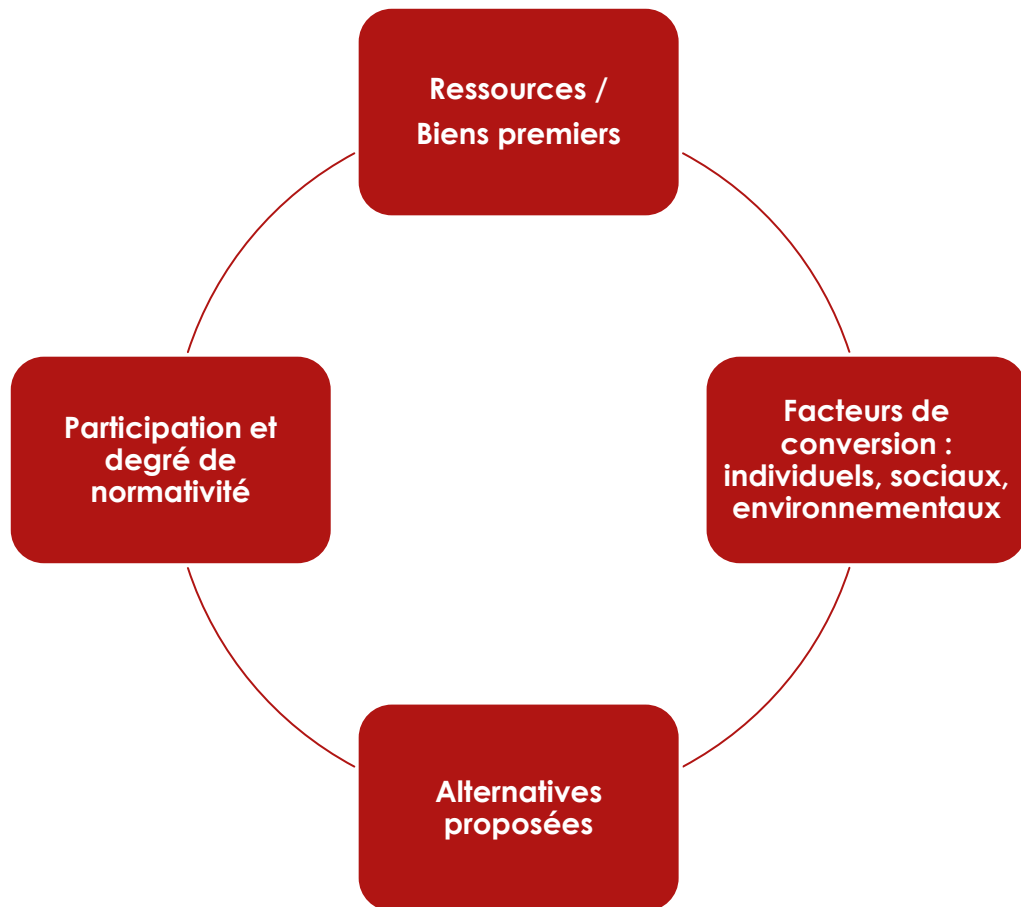 Ressources /
Biens premiers
Participation et
degré de
normativité
Facteurs de
conversion :
individuels, sociaux,
environnementaux
Alternatives
proposées